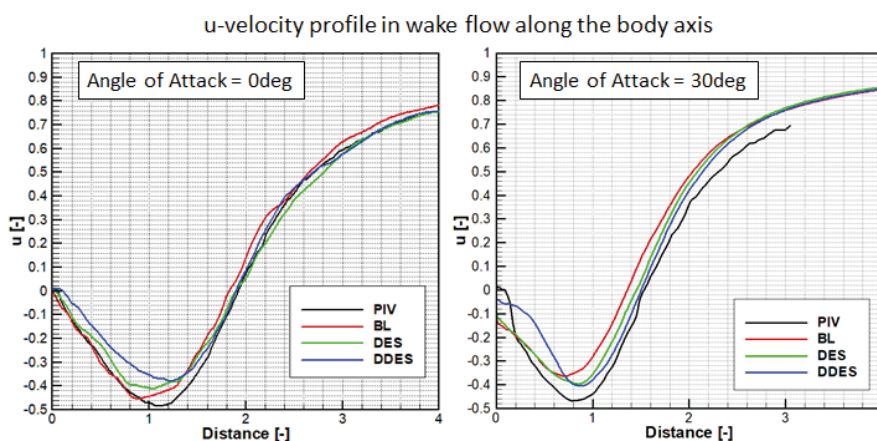 u-velocity profile in wake flow along the body axis
Angle of Attack = 0deg
u [-]
1
0.9
0.8
0.7
0.6
0.5
0.4
0.3
0.2
0.1
0
-0.1
-0.2
-0.3
-0.4
-0.5
PIV
BL
DES
DDES
0 1 2 3 4
Distance [-]
Angle of Attack = 30deg
u [-]
1
0.9
0.8
0.7
0.6
0.5
0.4
0.3
0.2
0.1
0
-0.1
-0.2
-0.3
-0.4
-0.5
PIV
BL
DES
DDES
0 1 2 3
Distance [-]